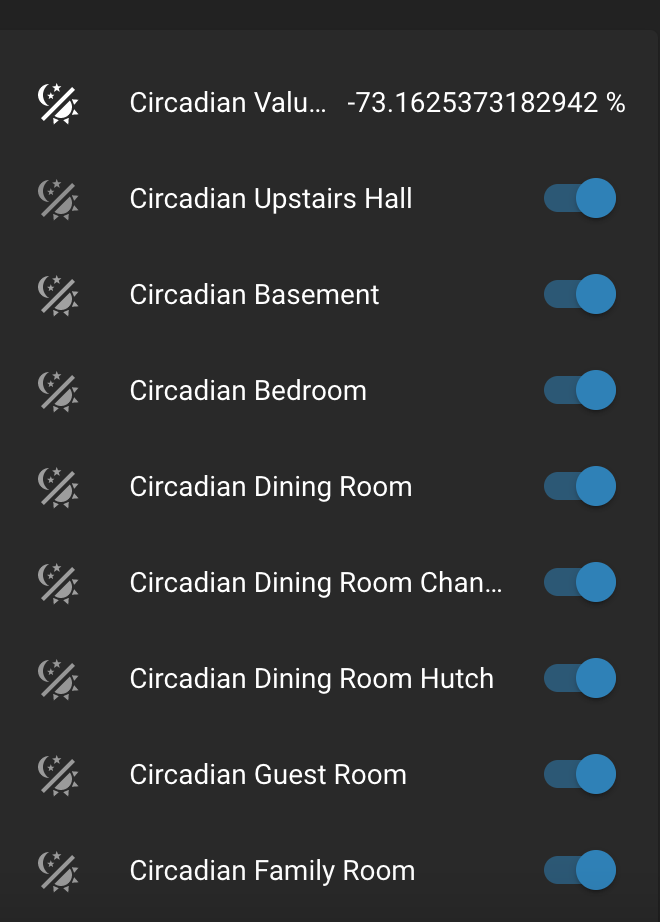 Circadian Valu... -73.1625373182942 %
Circadian Upstairs Hall
Circadian Basement
Circadian Bedroom
Circadian Dining Room
Circadian Dining Room Chan...
Circadian Dining Room Hutch
Circadian Guest Room
Circadian Family Room